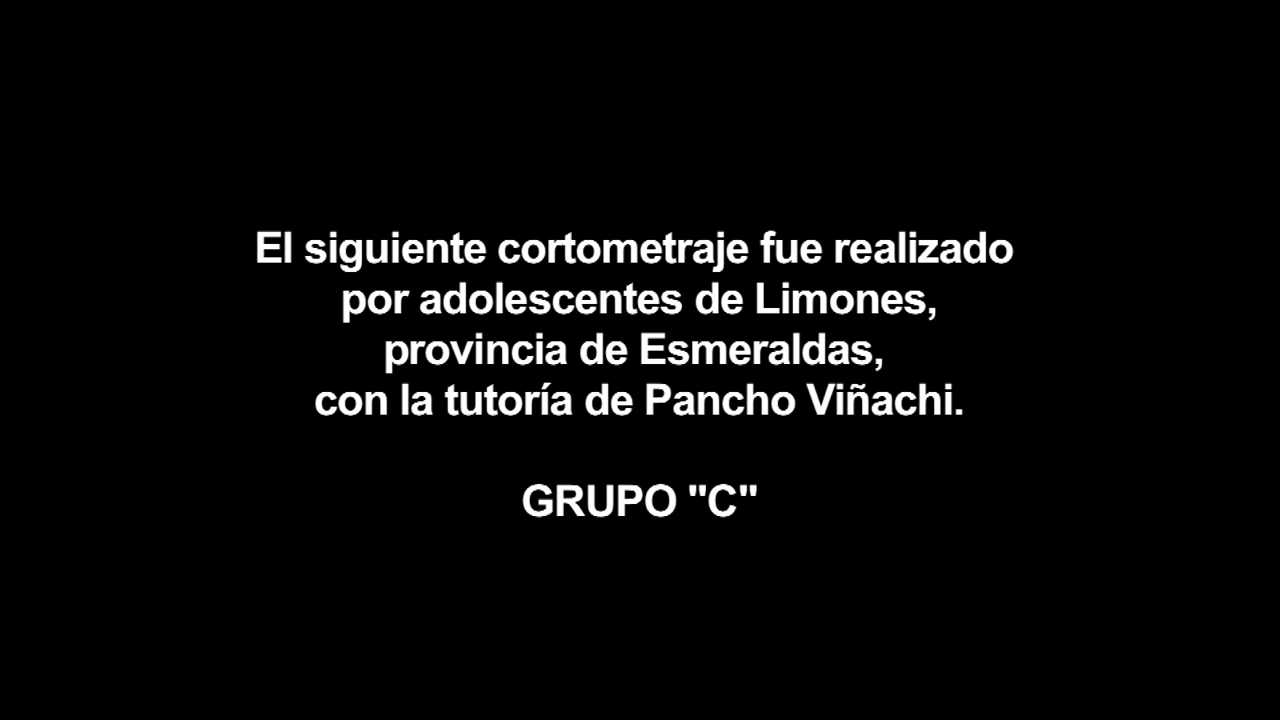 El siguiente cortometraje fue realizado
por adolescentes de Limones,
provincia de Esmeraldas,
con la tutoría de Pancho Viñachi.
GRUPO "C"